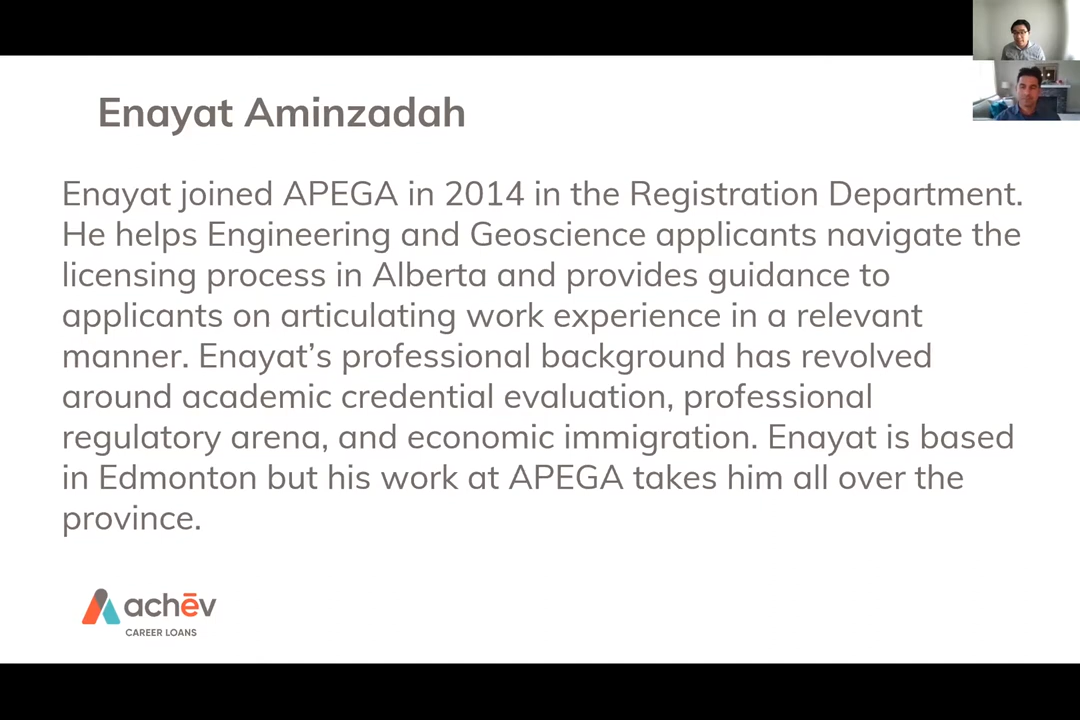 Enayat Aminzadah
Enayat joined APEGA in 2014 in the Registration Department.
He helps Engineering and Geoscience applicants navigate the
licensing process in Alberta and provides guidance to
applicants on articulating work experience in a relevant
manner. Enayat’s professional background has revolved
around academic credential evaluation, professional
regulatory arena, and economic immigration. Enayat is based
in Edmonton but his work at APEGA takes him all over the
province.
achēv
CAREER LOANS